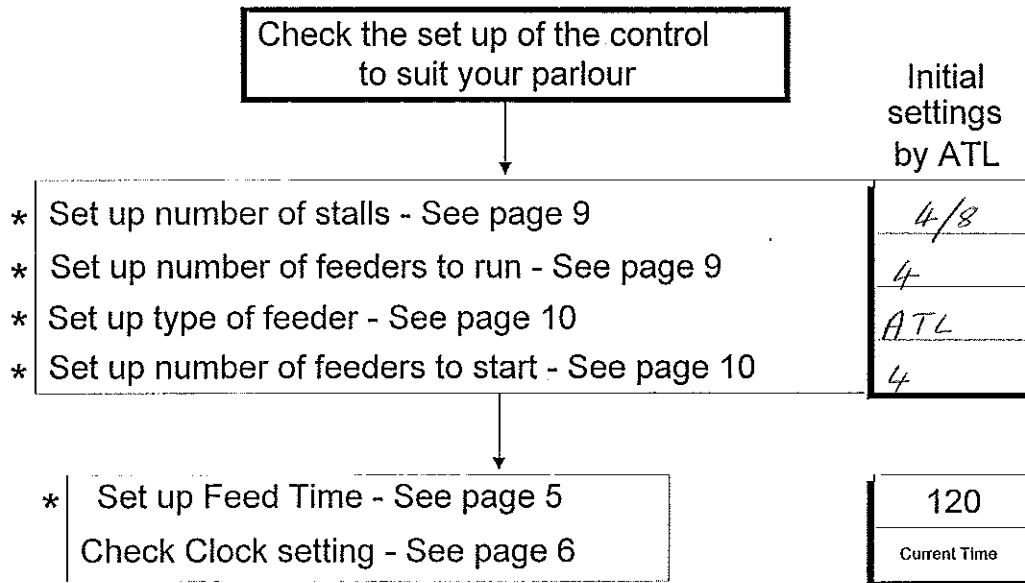 Check the set up of the control
to suit your parlour
Initial
settings
by ATL
* Set up number of stalls - See page 9 4/8
* Set up number of feeders to run - See page 9 4
* Set up type of feeder - See page 10 ATL
* Set up number of feeders to start - See page 10 4
* Set up Feed Time - See page 5 120
Check Clock setting - See page 6 Current Time